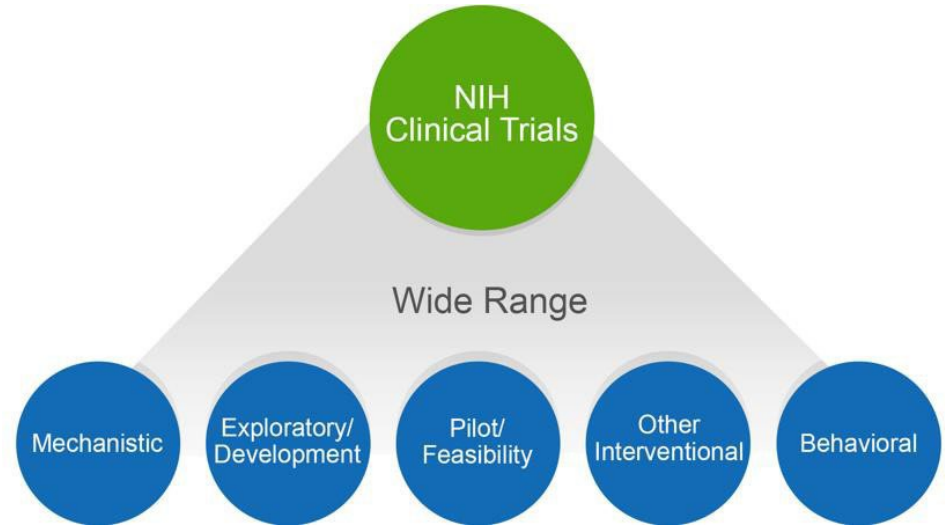 NIH
Clinical Trials
Wide Range
Mechanistic
Exploratory/
Development
Pilot/
Feasibility
Other
Interventional
Behavioral